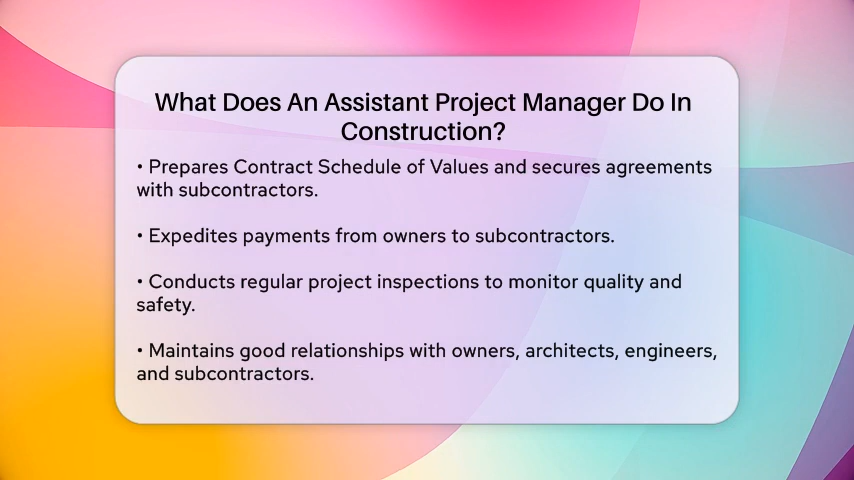 What Does An Assistant Project Manager Do In
Construction?
• Prepares Contract Schedule of Values and secures agreements
with subcontractors.
• Expedites payments from owners to subcontractors.
• Conducts regular project inspections to monitor quality and
safety.
• Maintains good relationships with owners, architects, engineers,
and subcontractors.